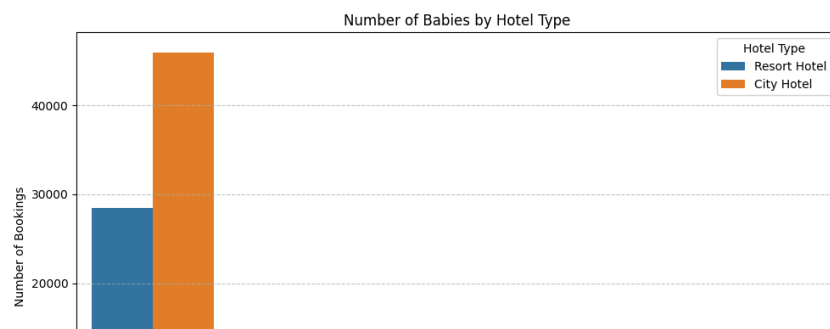 Number of Babies by Hotel Type
Hotel Type
Resort Hotel
City Hotel
40000
30000
20000
Number of Bookings